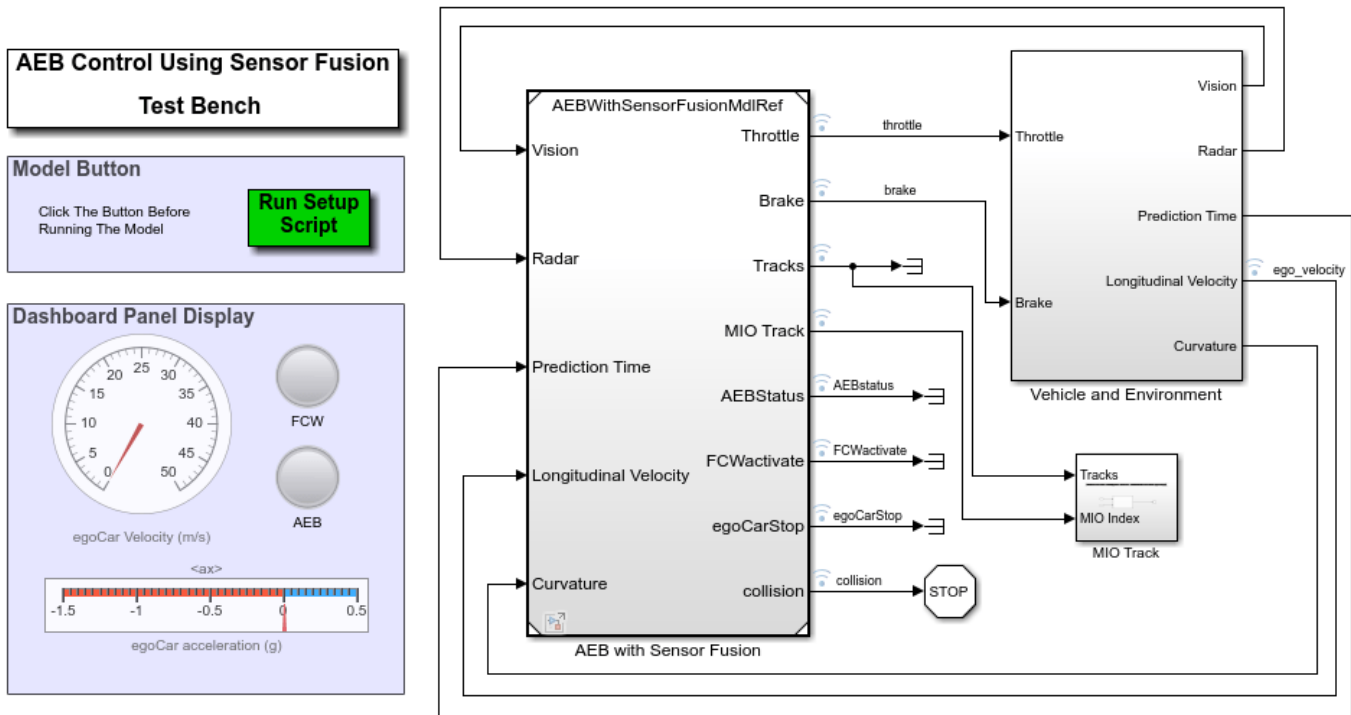 AEB Control Using Sensor Fusion
Test Bench
Model Button
Click The Button Before
Running The Model
Run Setup
Script
Dashboard Panel Display
0
5
10
15
20
25
30
35
40
45
50
egoCar Velocity (m/s)
FCW
AEB
<ax>
-1.5
-1
-0.5
0
0.5
egoCar acceleration (g)
AEBWithSensorFusionMdlRef
Vision
Radar
Prediction Time
Longitudinal Velocity
Curvature
Throttle
Brake
Tracks
MIO Track
AEBStatus
FCWactivate
egoCarStop
collision
AEB with Sensor Fusion
throttle
brake
AEBstatus
FCWactivate
egoCarStop
collision
STOP
Throttle
Brake
Vision
Radar
Prediction Time
Longitudinal Velocity
Curvature
Vehicle and Environment
ego_velocity
Tracks
MIO Index
MIO Track